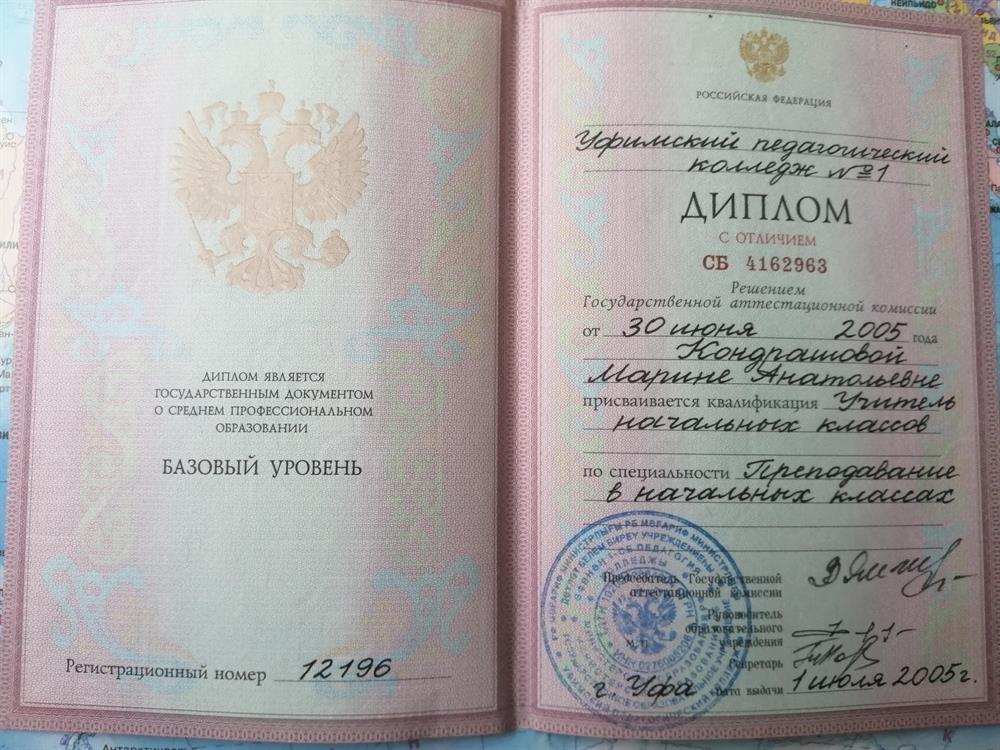 ДИПЛОМ ЯВЛЯЕТСЯ
ГОСУДАРСТВЕННЫМ ДОКУМЕНТОМ
О СРЕДНЕМ ПРОФЕССИОНАЛЬНОМ
ОБРАЗОВАНИИ
БАЗОВЫЙ УРОВЕНЬ
Регистрационный номер 12196
РОССИЙСКАЯ ФЕДЕРАЦИЯ
Уфимский педагогический
колледж №1
ДИПЛОМ
С ОТЛИЧИЕМ
СБ 4162963
Решением
Государственной аттестационной комиссии
от 30 июня 2005 года
Кондрашовой
Марине Анатольевне
присваивается квалификация Учитель
начальных классов
по специальности Преподавание
в начальных классах
Председатель Государственной
аттестационной комиссии
Руководитель
образовательного
учреждения
М.П.
Секретарь
г. Уфа Дата выдачи 1 июля 2005г.